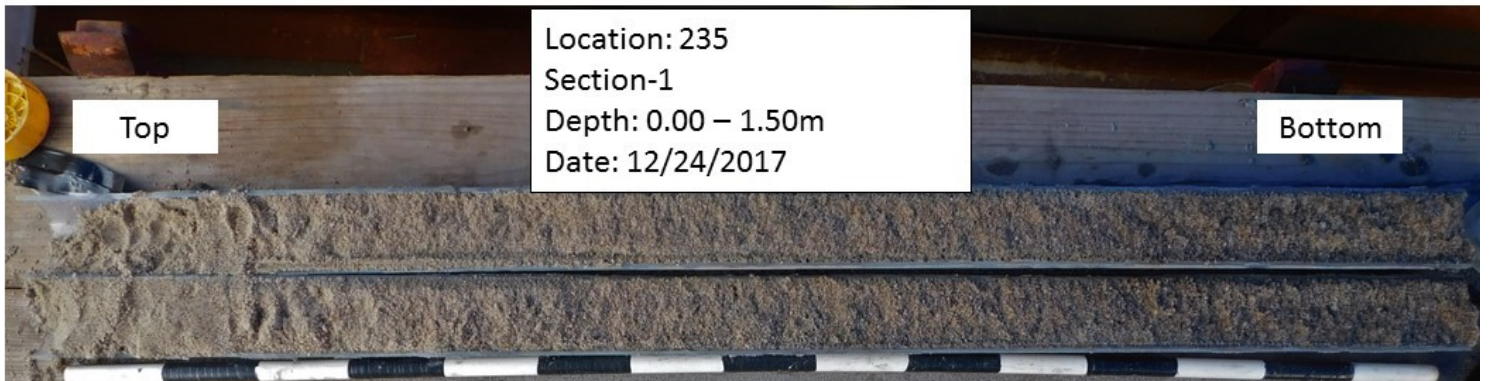 Top
Location: 235
Section-1
Depth: 0.00 – 1.50m
Date: 12/24/2017
Bottom